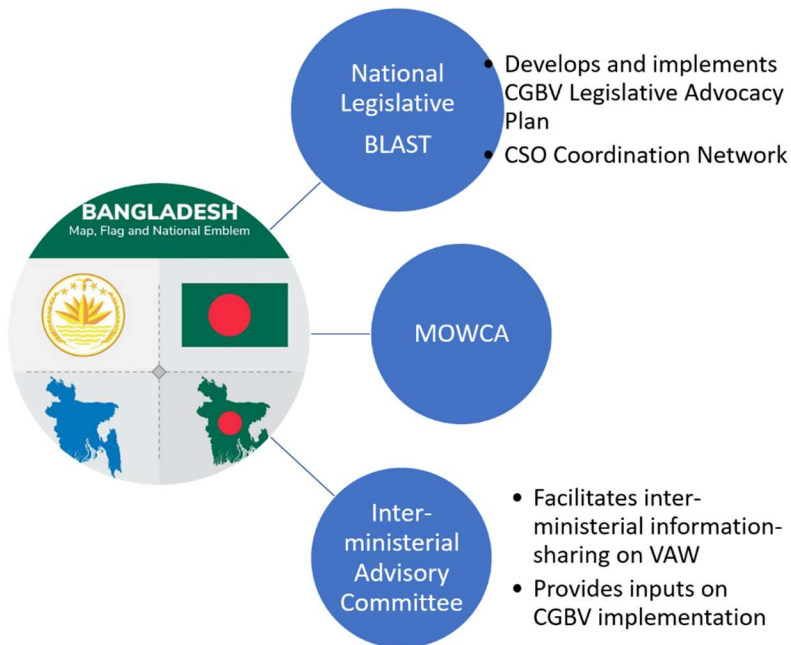 National
Legislative
BLAST
• Develops and implements
CGBV Legislative Advocacy
Plan
• CSO Coordination Network
BANGLADESH
Map, Flag and National Emblem
MOWCA
Inter-
ministerial
Advisory
Committee
• Facilitates inter-
ministerial information-
sharing on VAW
• Provides inputs on
CGBV implementation